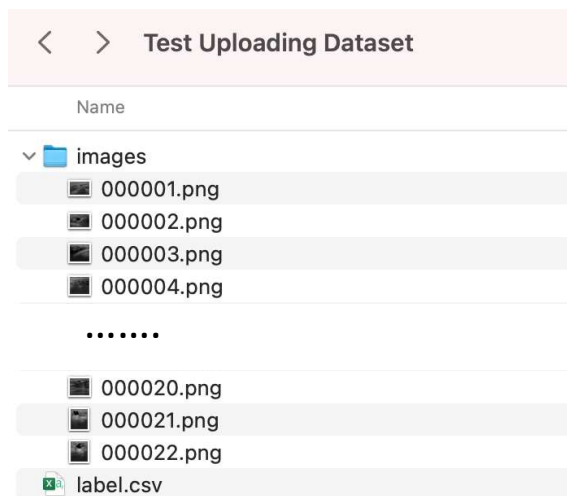 Test Uploading Dataset
Name
images
000001.png
000002.png
000003.png
000004.png
.......
000020.png
000021.png
000022.png
label.csv